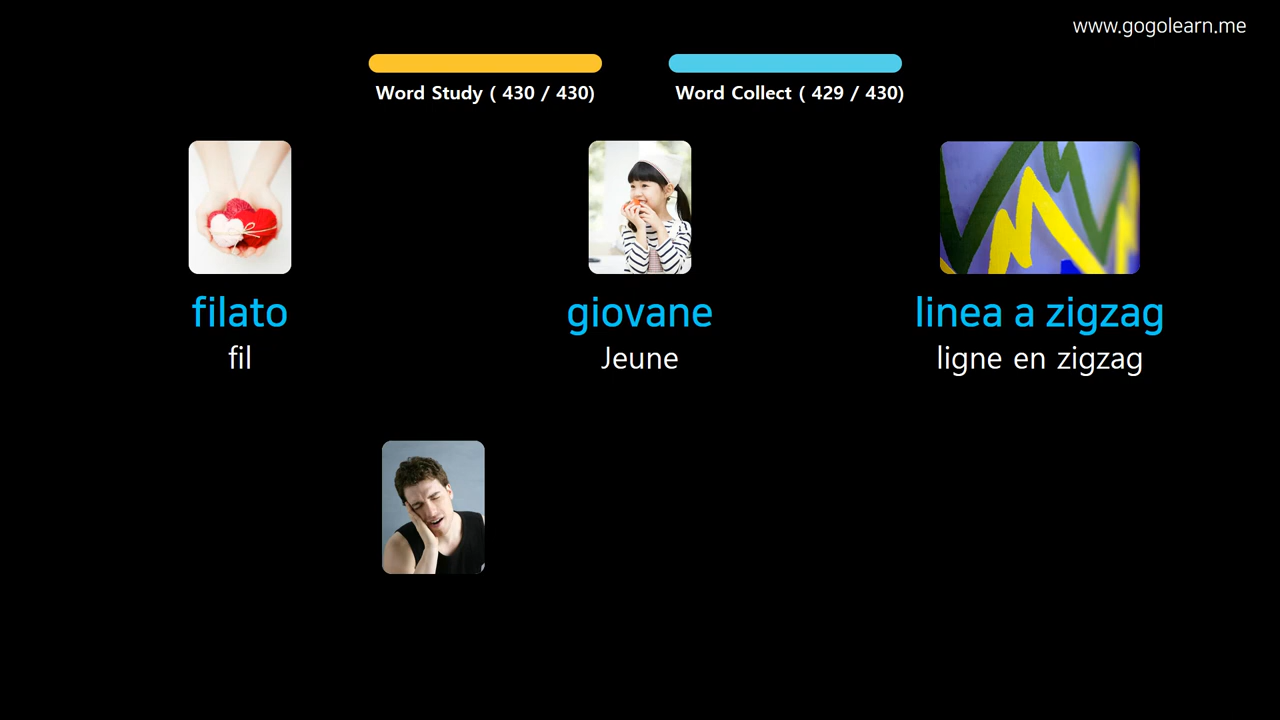 www.gogolearn.me
Word Study ( 430 / 430)
Word Collect ( 429 / 430)
filato
fil
giovane
Jeune
linea a zigzag
ligne en zigzag